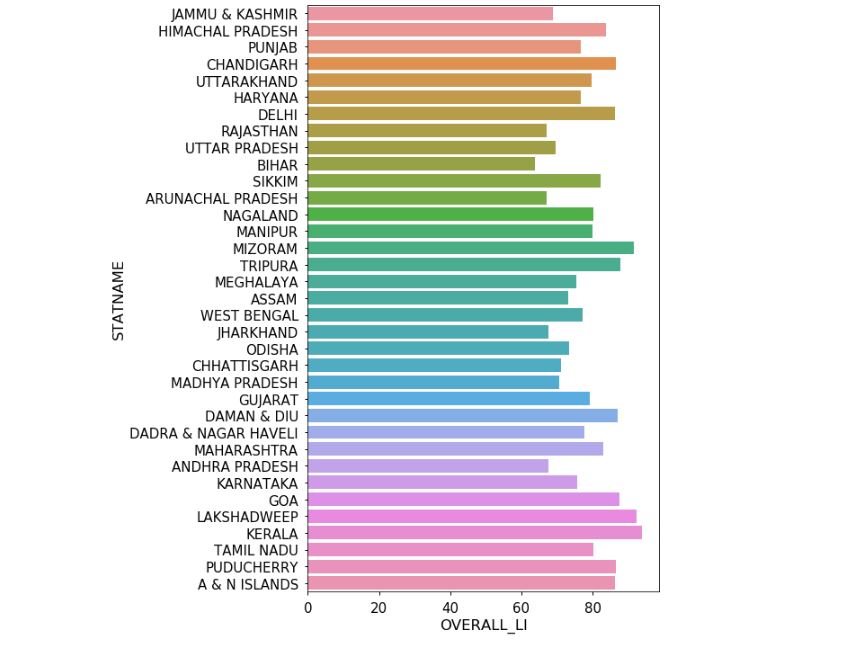 JAMMU & KASHMIR
HIMACHAL PRADESH
PUNJAB
CHANDIGARH
UTTARAKHAND
HARYANA
DELHI
RAJASTHAN
UTTAR PRADESH
BIHAR
SIKKIM
ARUNACHAL PRADESH
NAGALAND
MANIPUR
MIZORAM
TRIPURA
MEGHALAYA
ASSAM
WEST BENGAL
JHARKHAND
ODISHA
CHHATTISGARH
MADHYA PRADESH
GUJARAT
DAMAN & DIU
DADRA & NAGAR HAVELI
MAHARASHTRA
ANDHRA PRADESH
KARNATAKA
GOA
LAKSHADWEEP
KERALA
TAMIL NADU
PUDUCHERRY
A & N ISLANDS
STATNAME
0 20 40 60 80
OVERALL_LI